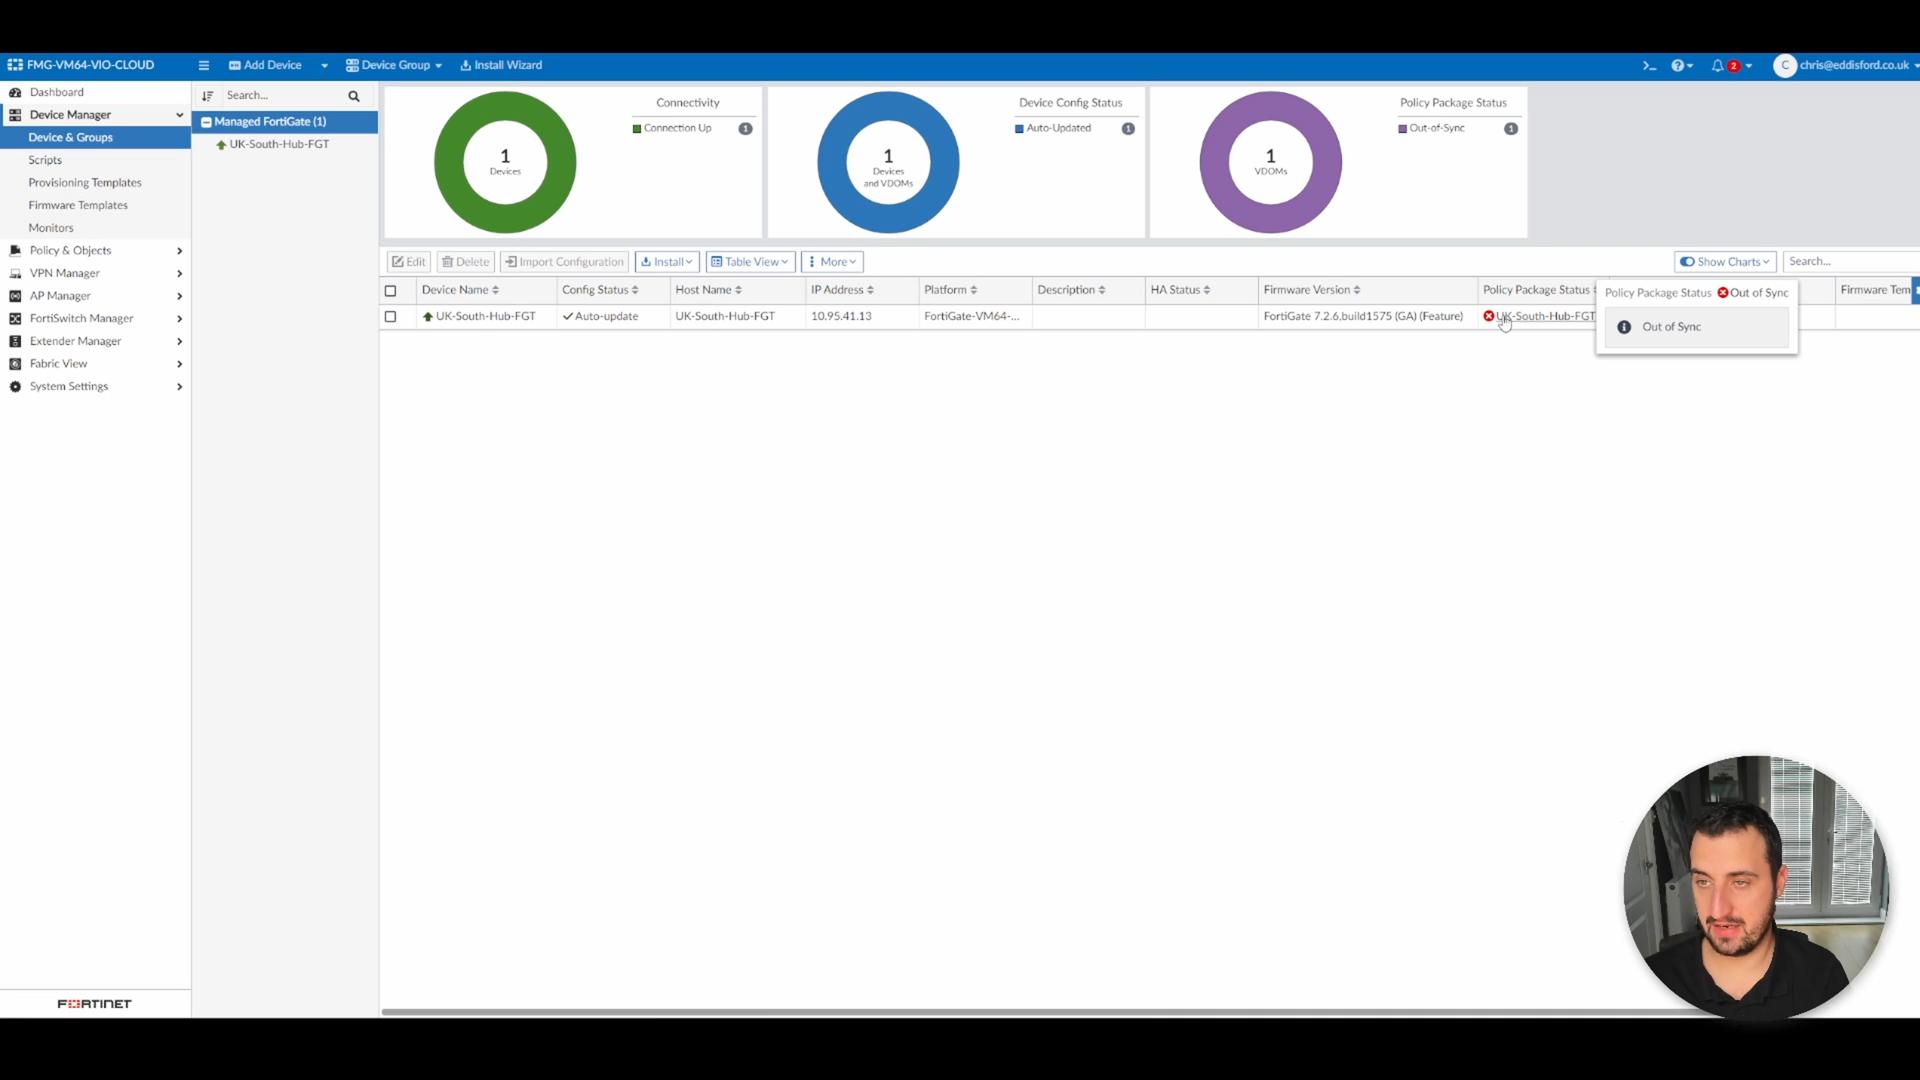 FMG-VM64-VIO-CLOUD
Add Device
Device Group
Install Wizard
>_
?
2
C
chris@eddisford.co.uk
Dashboard
Device Manager
Device & Groups
Scripts
Provisioning Templates
Firmware Templates
Monitors
Policy & Objects
VPN Manager
AP Manager
FortiSwitch Manager
Extender Manager
Fabric View
System Settings
FORTINET
Search...
Managed FortiGate (1)
UK-South-Hub-FGT
1
Devices
Connectivity
Connection Up 1
1
Devices
and VDOMs
Device Config Status
Auto-Updated 1
1
VDOMs
Policy Package Status
Out-of-Sync 1
Edit
Delete
Import Configuration
Install
Table View
More
Show Charts
Search...
Device Name
Config Status
Host Name
IP Address
Platform
Description
HA Status
Firmware Version
Policy Package Status
Firmware Tem
UK-South-Hub-FGT
Auto-update
UK-South-Hub-FGT
10.95.41.13
FortiGate-VM64-...
FortiGate 7.2.6,build1575 (GA) (Feature)
UK-South-Hub-FGT
Policy Package Status Out of Sync
Out of Sync